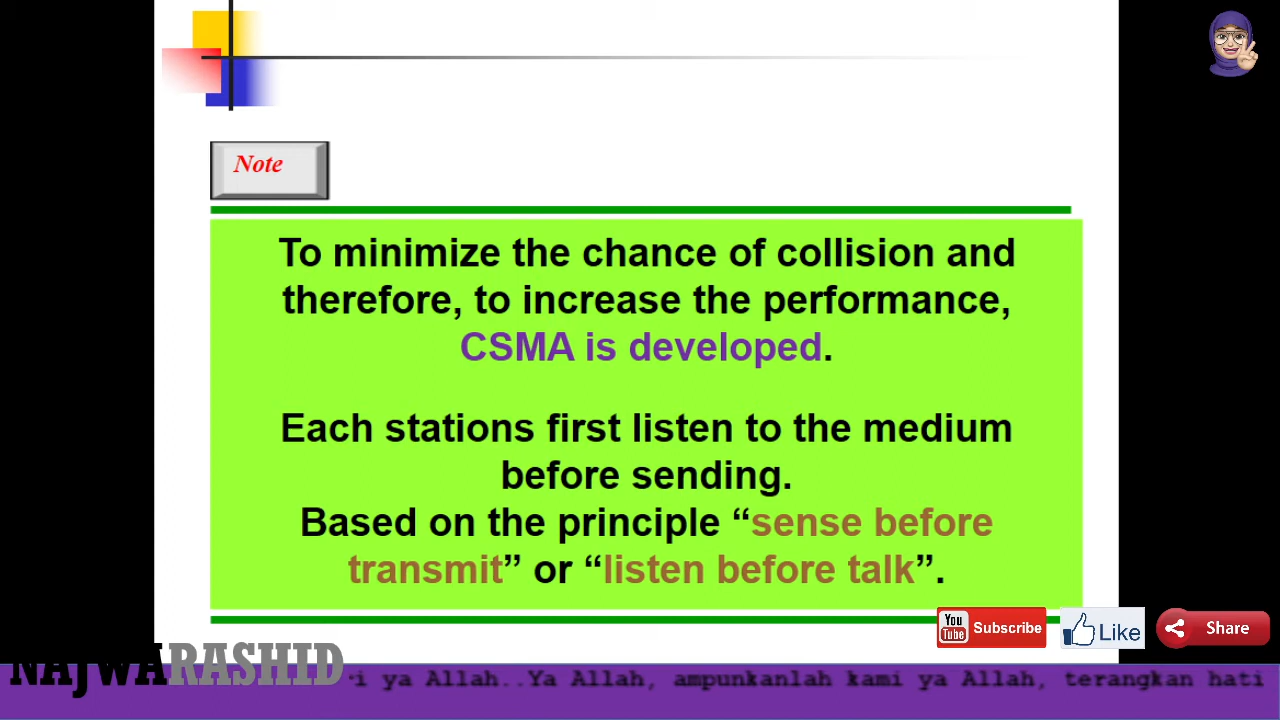 Note
To minimize the chance of collision and
therefore, to increase the performance,
CSMA is developed.
Each stations first listen to the medium
before sending.
Based on the principle “sense before
transmit” or “listen before talk”.
You Tube Subscribe
Like
Share
NAJWARASHID
ya Allah..Ya Allah, ampunkanlah kami ya Allah, terangkan hati